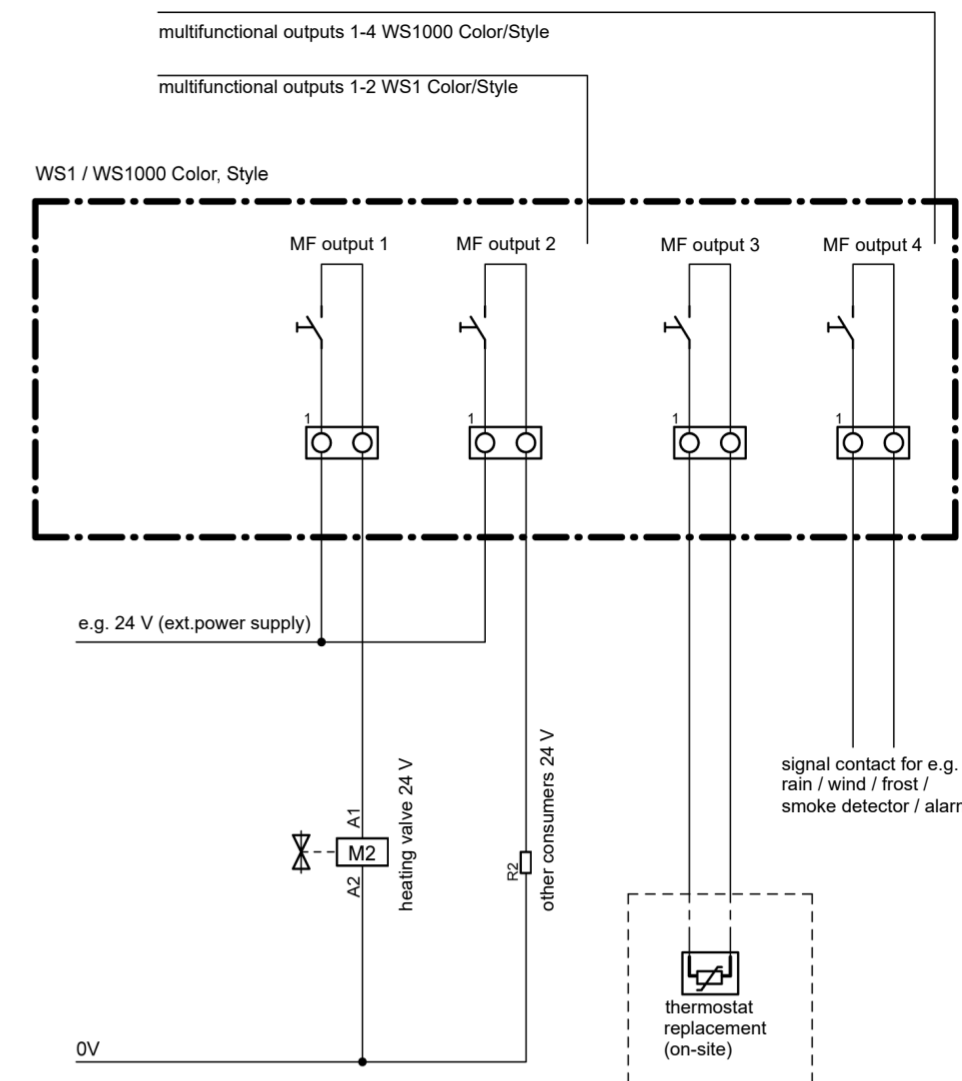 multifunctional outputs 1-4 WS1000 Color/Style
multifunctional outputs 1-2 WS1 Color/Style
WS1 / WS1000 Color, Style
MF output 1
MF output 2
MF output 3
MF output 4
1
1
1
1
e.g. 24 V (ext.power supply)
signal contact for e.g.
rain / wind / frost /
smoke detector / alarm
A1
M2
A2
heating valve 24 V
R2
other consumers 24 V
thermostat
replacement
(on-site)
0V